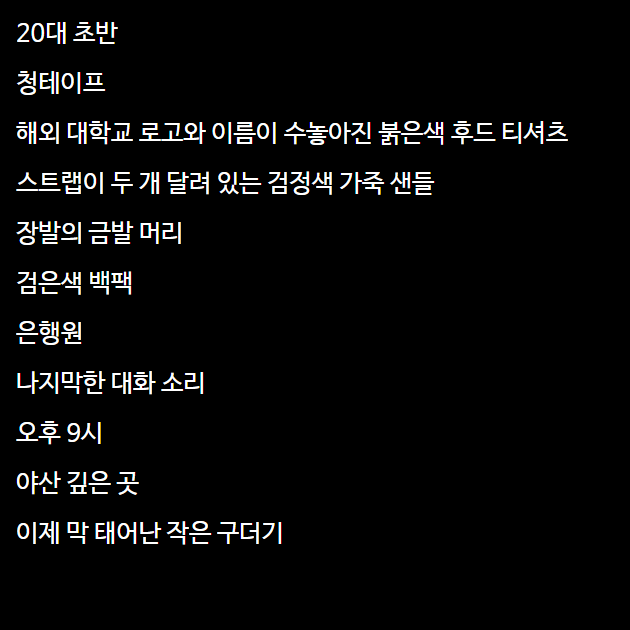 20대 초반
청테이프
해외 대학교 로고와 이름이 수놓아진 붉은색 후드 티셔츠
스트랩이 두 개 달려 있는 검정색 가죽 샌들
장발의 금발 머리
검은색 백팩
은행원
나지막한 대화 소리
오후 9시
야산 깊은 곳
이제 막 태어난 작은 구더기